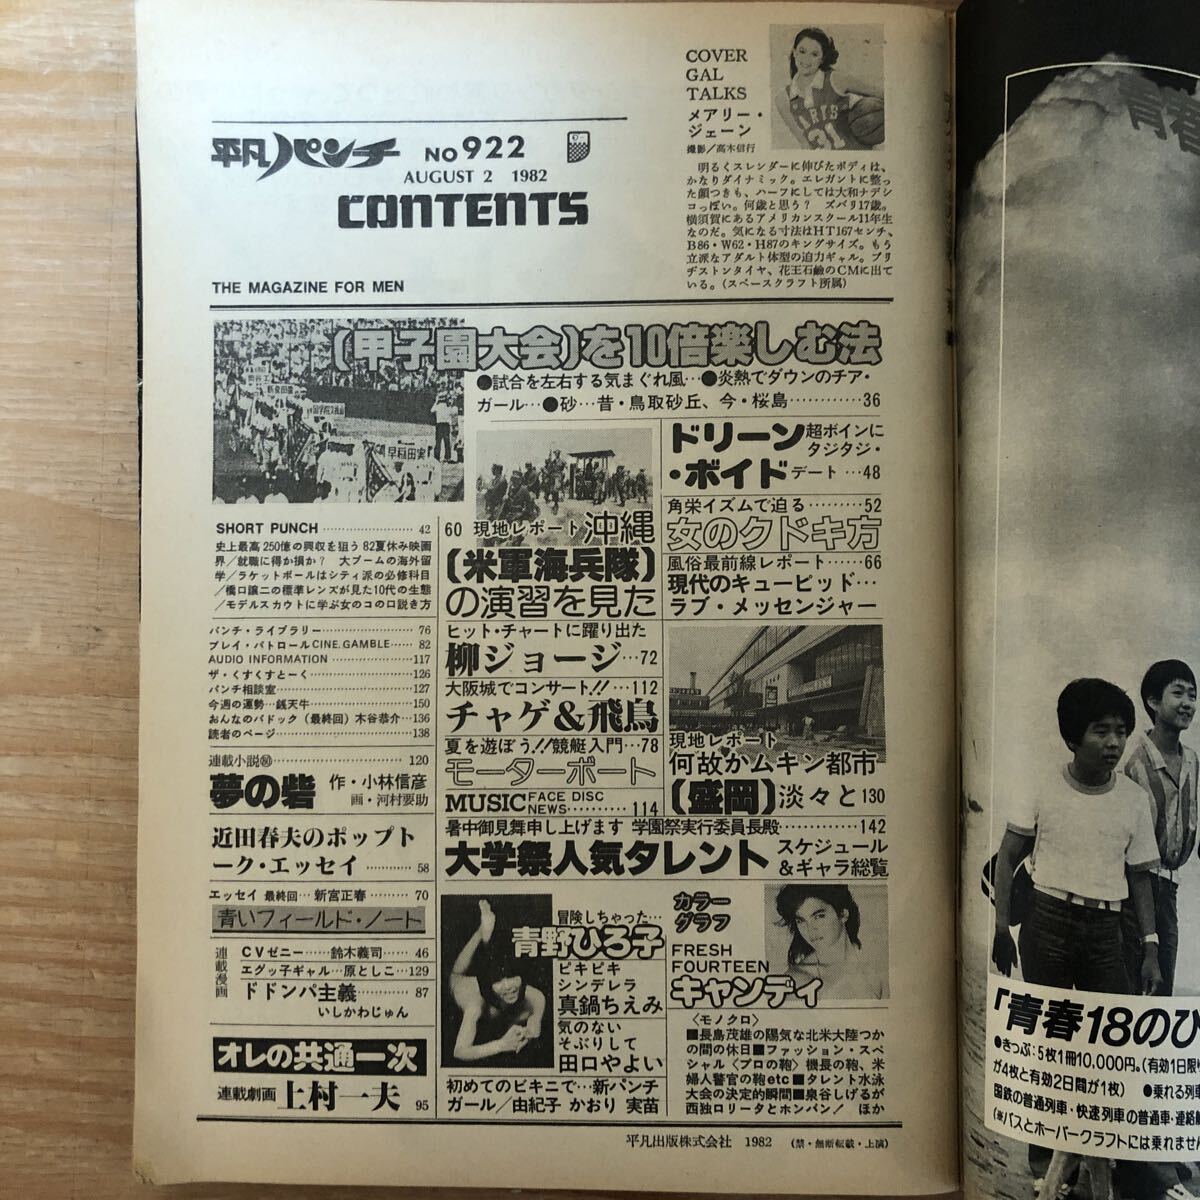 COVER
GAL
TALKS
メアリー・
ジェーン
撮影/高木信行
明るくスレンダーに伸びたボディは、
かなりダイナミック。エレガントに整っ
た顔つきも、ハーフにしては大和ナデシ
コっぽい。何歳と思う? ズバリ17歳。
横須賀にあるアメリカンスクール11年生
なのだ。気になる寸法はHT167センチ、
B86・W62・H87のキングサイズ。もう
立派なアダルト体型の迫力ギャル。ブリ
ヂストンタイヤ、花王石鹸のCMに出て
いる。(スペースクラフト所属)
平凡パンチ NO 922
AUGUST 2 1982
CONTENTS
THE MAGAZINE FOR MEN
〔甲子園大会〕を10倍楽しむ法
●試合を左右する気まぐれ風…●炎熱でダウンのチア・
ガール…●砂…昔・鳥取砂丘、今・桜島…………36
早稲田実
SHORT PUNCH ………………… 42
史上最高250億の興収を狙う82夏休み映画
界/就職に得か損か? 大ブームの海外留
学/ラケットボールはシティ派の必修科目
/橋口譲二の標準レンズが見た10代の生態
/モデルスカウトに学ぶ女のコの口説き方
パンチ・ライブラリー………………… 76
プレイ・パトロールCINE.GAMBLE…… 82
AUDIO INFORMATION ……………117
ザ・くすくすとーく……………………126
パンチ相談室……………………………127
今週の運勢…銭天牛……………………150
おんなのパドック(最終回)木谷恭介…136
読者のページ……………………………138
連載小説㊿……………………………120
夢の砦 作・小林信彦
画・河村要助
近田春夫のポップト
ーク・エッセイ………… 58
エッセイ 最終回…新宮正春……… 70
青いフィールド・ノート
連載漫画
CVゼニー……鈴木義司…… 46
エグッ子ギャル…原としこ…129
ドドンパ主義………… 87
いしかわじゅん
オレの共通一次
連載劇画 上村一夫 95
60 現地レポート 沖縄
〔米軍海兵隊〕
の演習を見た
ヒット・チャートに躍り出た
柳ジョージ…72
大阪城でコンサート!! …112
チャゲ&飛鳥
夏を遊ぼう!!競艇入門…78
モーターボート
MUSIC FACE DISC
NEWS………… 114
ドリーン
・ボイド
超ボインに
タジタジ・
デート …48
角栄イズムで迫る………52
女のクドキ方
風俗最前線レポート……66
現代のキューピッド…
ラブ・メッセンジャー
現地レポート
何故かムキン都市
〔盛岡〕淡々と130
暑中御見舞申し上げます 学園祭実行委員長殿…………142
大学祭人気タレント スケジュール
&ギャラ総覧
冒険しちゃった…
青野ひろ子
ピキピキ
シンデレラ
真鍋ちえみ
気のない
そぶりして
田口やよい
初めてのビキニで…新パンチ
ガール/由紀子 かおり 実苗
カラー
グラフ
FRESH
FOURTEEN
キャンディ
〈モノクロ〉
■長島茂雄の陽気な北米大陸つか
の間の休日■ファッション・スペ
シャル〈プロの鞄〉機長の鞄、米
婦人警官の鞄etc■タレント水泳
大会の決定的瞬間■泉谷しげるが
西独ロリータとホンバン! ほか
平凡出版株式会社 1982 (禁・無断転載・上演)
青春
「青春18のひ
●きっぷ:5枚1冊10,000円。(有効1日限
が4枚と有効2日間が1枚) ●乗れる列車
国鉄の普通列車・快速列車の普通車・連絡
(※バスとホーバークラフトには乗れません